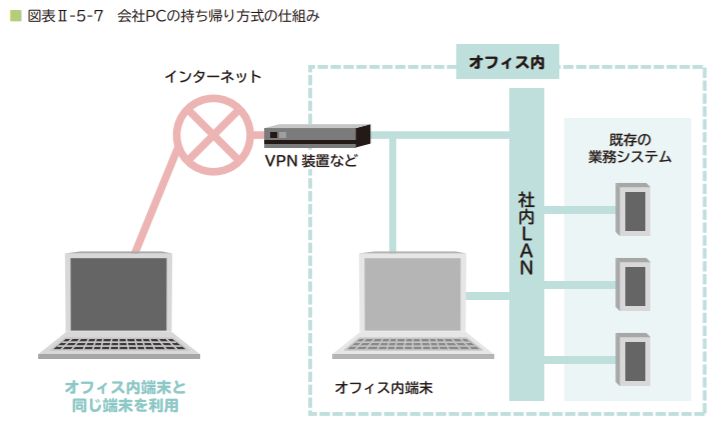 図表Ⅱ-5-7　会社PCの持ち帰り方式の仕組み
オフィス内
インターネット
VPN 装置など
既存の
業務システム
社内LAN
オフィス内端末と
同じ端末を利用
オフィス内端末